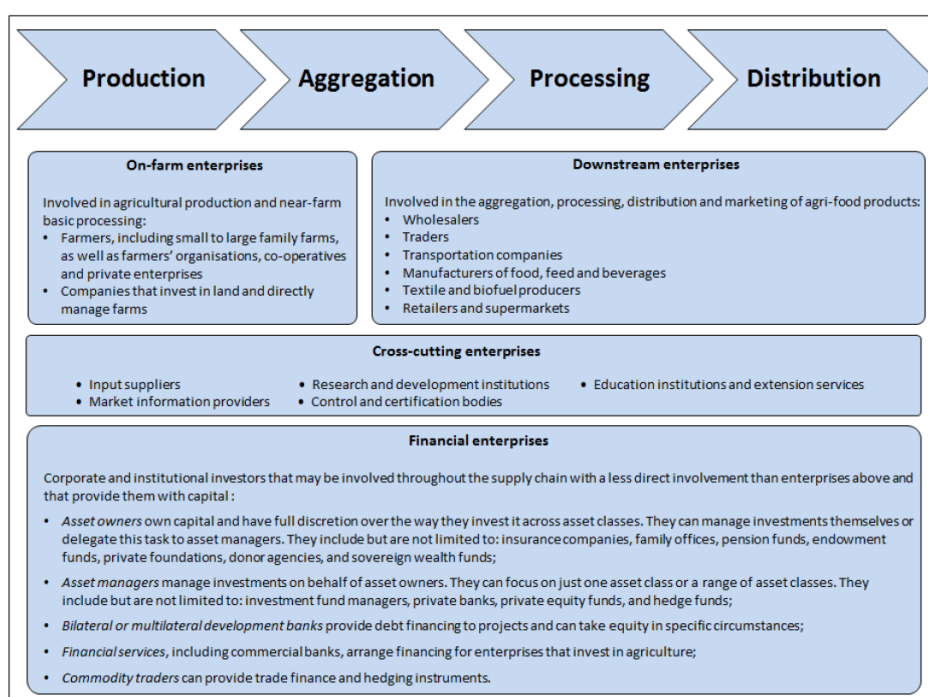 Production
Aggregation
Processing
Distribution
On-farm enterprises
Involved in agricultural production and near-farm
basic processing:
• Farmers, including small to large family farms,
as well as farmers' organisations, co-operatives
and private enterprises
• Companies that invest in land and directly
manage farms
Downstream enterprises
Involved in the aggregation, processing, distribution and marketing of agri-food products:
• Wholesalers
• Traders
• Transportation companies
• Manufacturers of food, feed and beverages
• Textile and biofuel producers
• Retailers and supermarkets
Cross-cutting enterprises
• Input suppliers
• Market information providers
• Research and development institutions
• Control and certification bodies
• Education institutions and extension services
Financial enterprises
Corporate and institutional investors that may be involved throughout the supply chain with a less direct involvement than enterprises above and
that provide them with capital :
• Asset owners own capital and have full discretion over the way they invest it across asset classes. They can manage investments themselves or
delegate this task to asset managers. They include but are not limited to: insurance companies, family offices, pension funds, endowment
funds, private foundations, donor agencies, and sovereign wealth funds;
• Asset managers manage investments on behalf of asset owners. They can focus on just one asset class or a range of asset classes. They
include but are not limited to: investment fund managers, private banks, private equity funds, and hedge funds;
• Bilateral or multilateral development banks provide debt financing to projects and can take equity in specific circumstances;
• Financial services, including commercial banks, arrange financing for enterprises that invest in agriculture;
• Commodity traders can provide trade finance and hedging instruments.